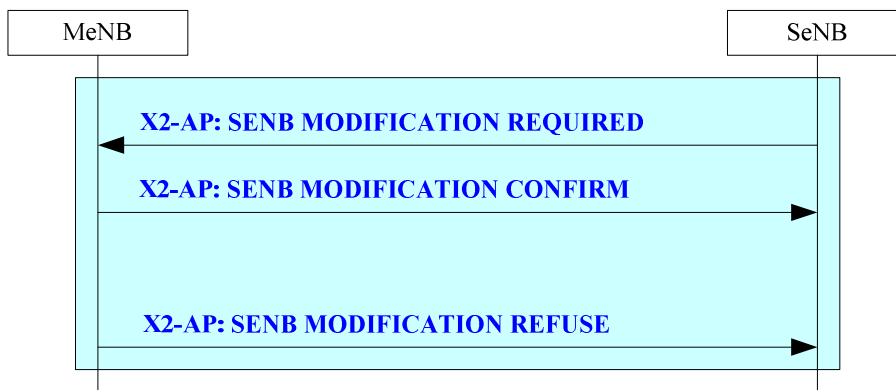 MeNB
SeNB
X2-AP: SENB MODIFICATION REQUIRED
X2-AP: SENB MODIFICATION CONFIRM
X2-AP: SENB MODIFICATION REFUSE